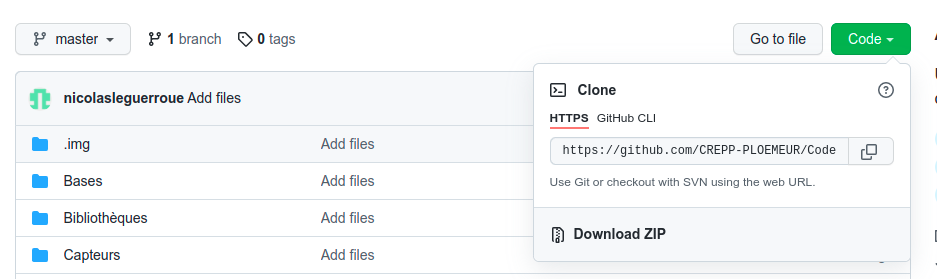 master 1 branch 0 tags Go to file Code
nicolasleguerroue Add files
Clone
HTTPS GitHub CLI
https://github.com/CREPP-PLOEMEUR/Code
Use Git or checkout with SVN using the web URL.
Download ZIP
.img Add files
Bases Add files
Bibliothèques Add files
Capteurs Add files